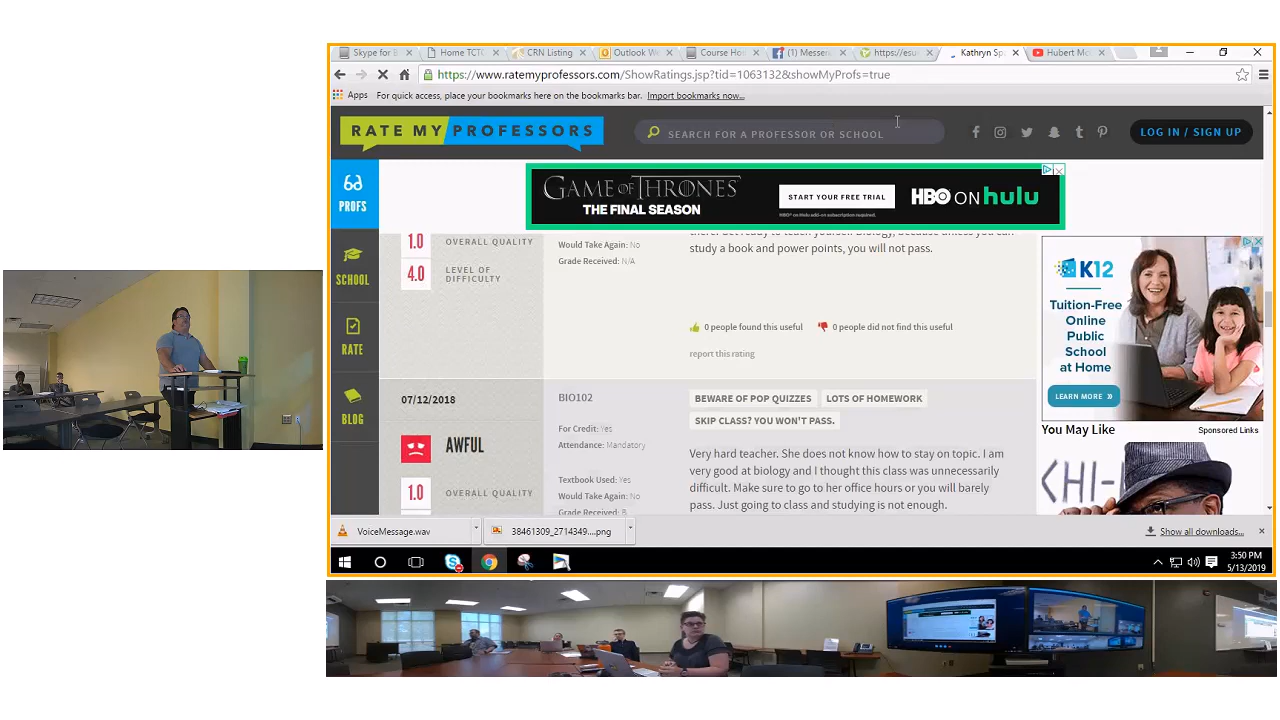 Skype for B
Home TCTC
CRN Listing
Outlook We
Course Ho
(1) Messen
https://esu
Kathryn Sp
Hubert Mc
https://www.ratemyprofessors.com/ShowRatings.jsp?tid=1063132&showMyProfs=true
Apps For quick access, place your bookmarks here on the bookmarks bar. Import bookmarks now...
RATE MY PROFESSORS
SEARCH FOR A PROFESSOR OR SCHOOL
LOG IN / SIGN UP
PROFS
SCHOOL
RATE
BLOG
GAME OF THRONES
THE FINAL SEASON
START YOUR FREE TRIAL
HBO ON hulu
HBO® on Hulu add-on subscription required.
1.0 OVERALL QUALITY
4.0 LEVEL OF
DIFFICULTY
Would Take Again: No
Grade Received: N/A
study a book and power points, you will not pass.
0 people found this useful 0 people did not find this useful
report this rating
07/12/2018
AWFUL
1.0 OVERALL QUALITY
BIO102
For Credit: Yes
Attendance: Mandatory
Textbook Used: Yes
Would Take Again: No
Grade Received: B
BEWARE OF POP QUIZZES LOTS OF HOMEWORK
SKIP CLASS? YOU WON'T PASS.
Very hard teacher. She does not know how to stay on topic. I am
very good at biology and I thought this class was unnecessarily
difficult. Make sure to go to her office hours or you will barely
pass. Just going to class and studying is not enough.
K12
Tuition-Free
Online
Public
School
at Home
LEARN MORE »
You May Like Sponsored Links
CHI-
VoiceMessage.wav
38461309_2714349....png
Show all downloads...
3:50 PM
5/13/2019